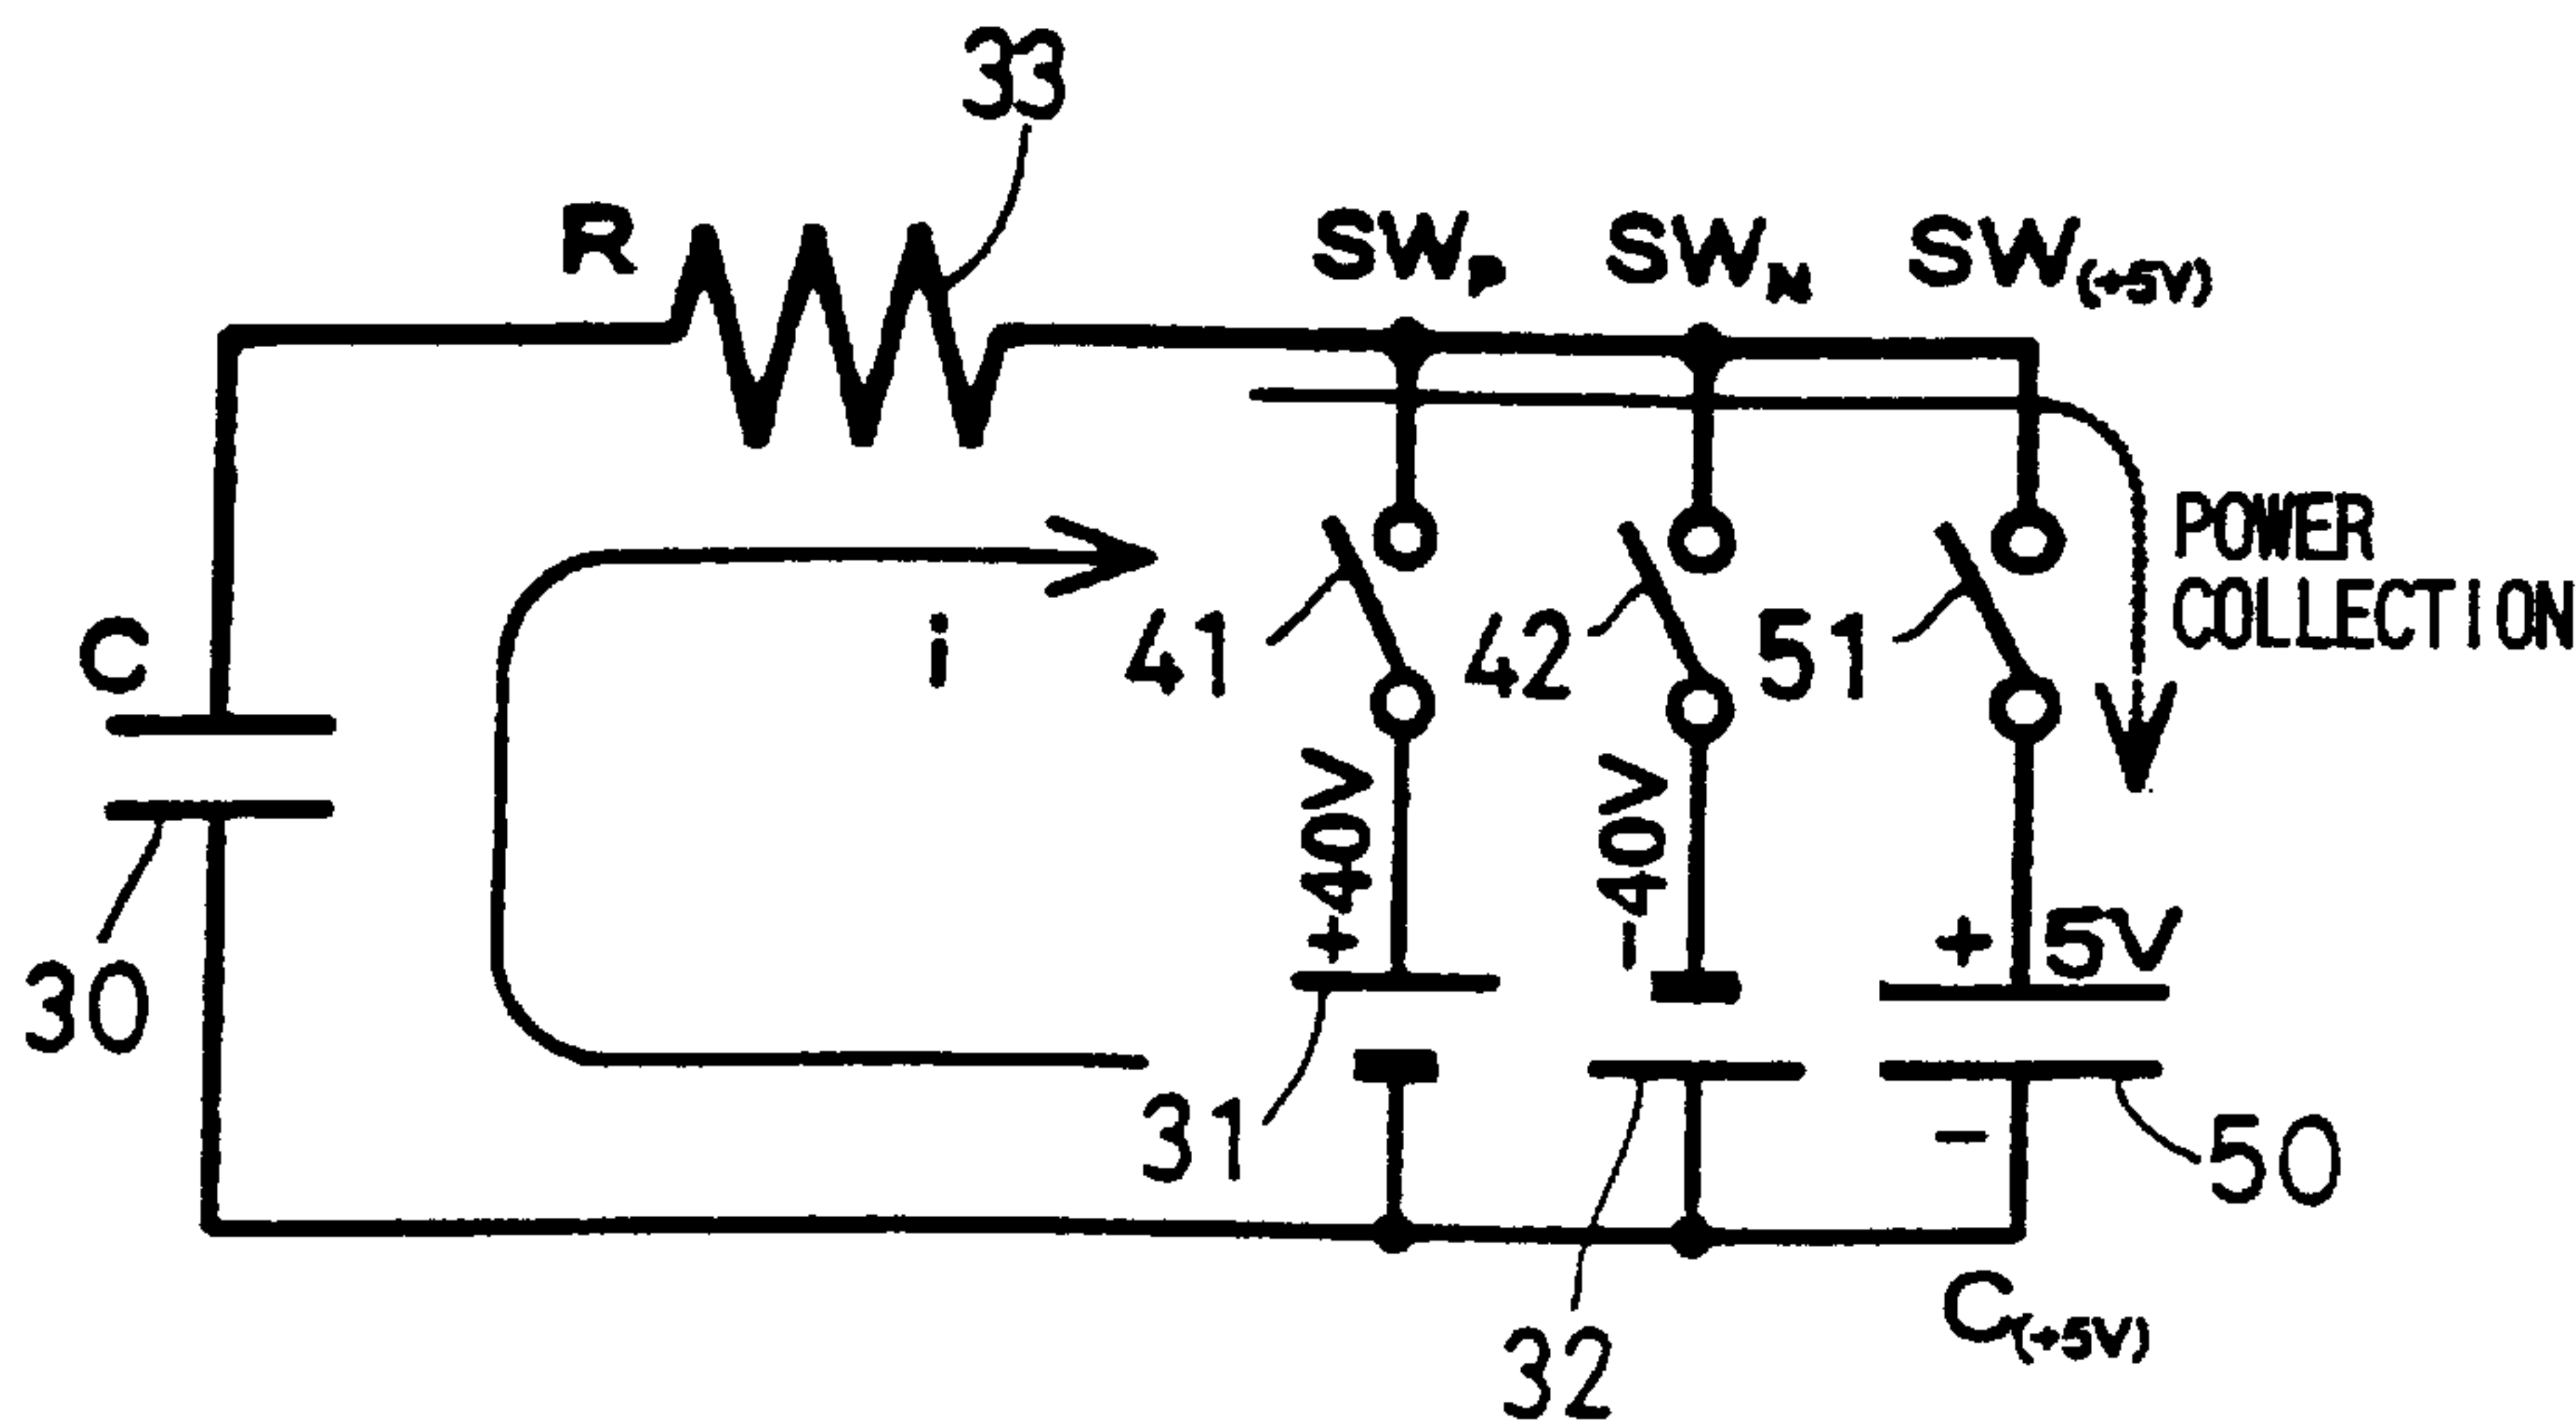 33
R
SWP
SWN
SW(+5V)
POWER
COLLECTION
C
i
41
42
51
+40V
-40V
+5V
30
31
-
50
32
C(+5V)